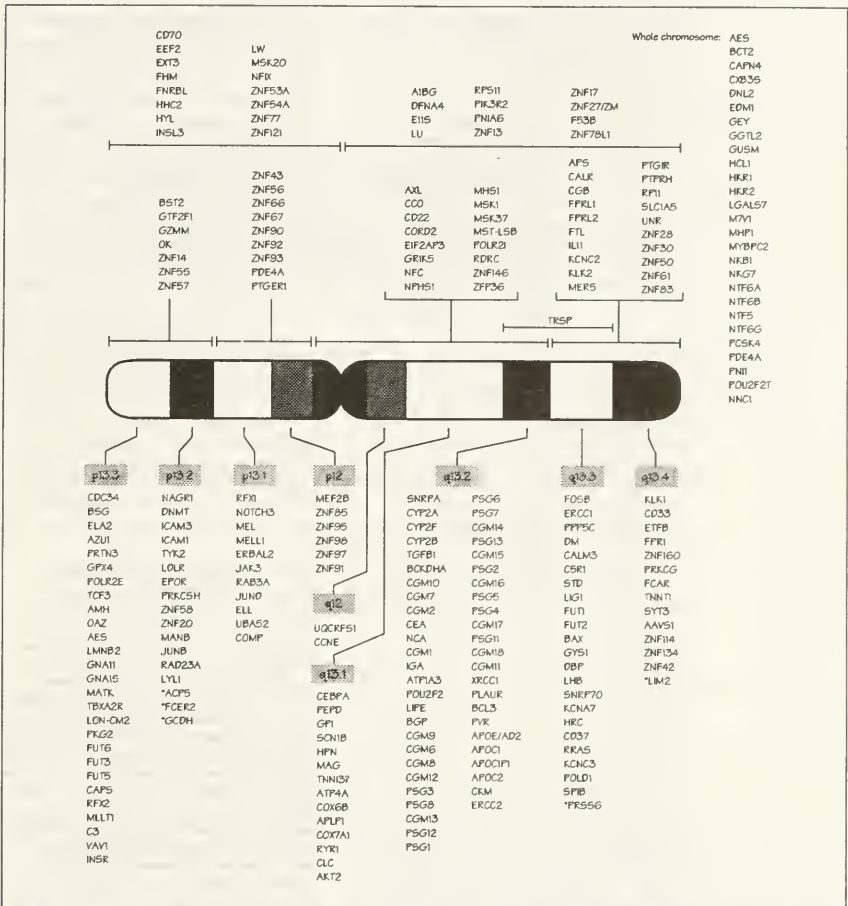 CD70
EEF2
EXT3
FHM
FNRBL
HHC2
HYL
INSL3
LW
MSK20
NFIX
ZNF53A
ZNF54A
ZNF77
ZNF121
A1BG
DFNA4
E11S
LU
RPS11
PIK3R2
PNIA6
ZNF13
ZNF17
ZNF27/ZM
F53B
ZNF78L1
Whole chromosome:
AES
BCT2
CAPN4
CXB3S
DNL2
EDM1
GEY
GGTL2
GUSM
HCL1
HKR1
HKR2
LGALS7
M7V1
MHP1
MYBPC2
NKB1
NKG7
NTF6A
NTF6B
NTF5
NTF6G
PCSK4
PDE4A
PNI1
POU2F2T
NNC1
BST2
GTF2F1
GZMM
OK
ZNF14
ZNF55
ZNF57
ZNF43
ZNF56
ZNF66
ZNF67
ZNF90
ZNF92
ZNF93
PDE4A
PTGER1
AXL
CCO
CD22
CORD2
EIF2AP3
GRIK5
NFC
NPHS1
MHS1
MSK1
MSK37
MST-LSB
POLR2I
RDRC
ZNF146
ZFP36
APS
CALR
CGB
FPRL1
FPRL2
FTL
IL11
KCNC2
KLK2
MER5
PTGIR
PTPRH
RP11
SLC1A5
UNR
ZNF28
ZNF30
ZNF50
ZNF61
ZNF83
TRSP
p13.3
CDC34
BSG
ELA2
AZU1
PRTN3
GPX4
POLR2E
TCF3
AMH
OAZ
AES
LMNB2
GNA11
GNA15
MATK
TBXA2R
LON-CM2
PKG2
FUT6
FUT3
FUT5
CAPS
RFX2
MLLT1
C3
VAV1
INSR
p13.2
NAGR1
DNMT
ICAM3
ICAM1
TYK2
LDLR
EPOR
PRKCSH
ZNF58
ZNF20
MANB
JUNB
RAD23A
LYL1
*ACP5
*FCER2
*GCDH
p13.1
RFX1
NOTCH3
MEL
MELL1
ERBAL2
JAK3
RAB3A
JUND
ELL
UBA52
COMP
p12
MEF2B
ZNF85
ZNF95
ZNF98
ZNF97
ZNF91
q12
UQCRFS1
CCNE
q13.1
CEBPA
PEPD
GPI
SCN1B
HPN
MAG
TNNI3?
ATP4A
COX6B
APLP1
COX7A1
RYR1
CLC
AKT2
q13.2
SNRPA
CYP2A
CYP2F
CYP2B
TGFB1
BCKDHA
CGM10
CGM7
CGM2
CEA
NCA
CGM1
IGA
ATP1A3
POU2F2
LIPE
BGP
CGM9
CGM6
CGM8
CGM12
PSG3
PSG8
CGM13
PSG12
PSG1
PSG6
PSG7
CGM14
PSG13
CGM15
PSG2
CGM16
PSG5
PSG4
CGM17
PSG11
CGM18
CGM11
XRCC1
PLAUR
BCL3
PVR
APOE/AD2
APOC1
APOC1P1
APOC2
CKM
ERCC2
q13.3
FOSB
ERCC1
PPP5C
DM
CALM3
C5R1
STD
LIG1
FUT1
FUT2
BAX
GYS1
DBP
LHB
SNRP70
KCNA7
HRC
CD37
RRAS
KCNC3
POLD1
SPIB
*PRSS6
q13.4
KLK1
CD33
ETFB
FPR1
ZNF160
PRKCG
FCAR
TNNT1
SYT3
AAVS1
ZNF114
ZNF134
ZNF42
*LIM2